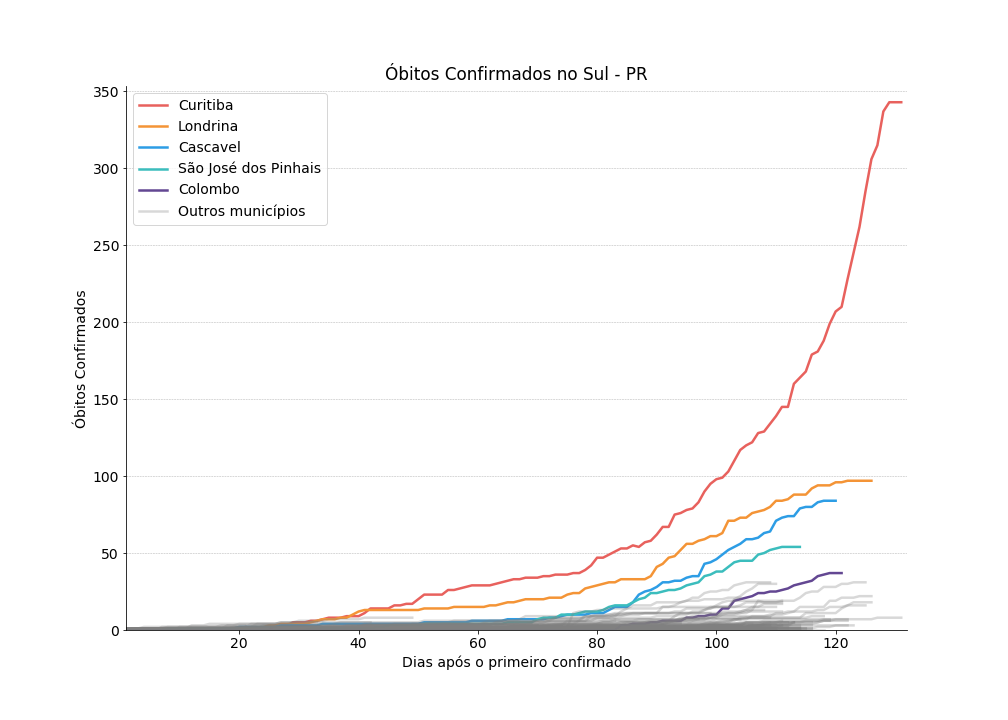 Óbitos Confirmados no Sul - PR
Curitiba
Londrina
Cascavel
São José dos Pinhais
Colombo
Outros municípios
Óbitos Confirmados
350
300
250
200
150
100
50
0
20 40 60 80 100 120
Dias após o primeiro confirmado